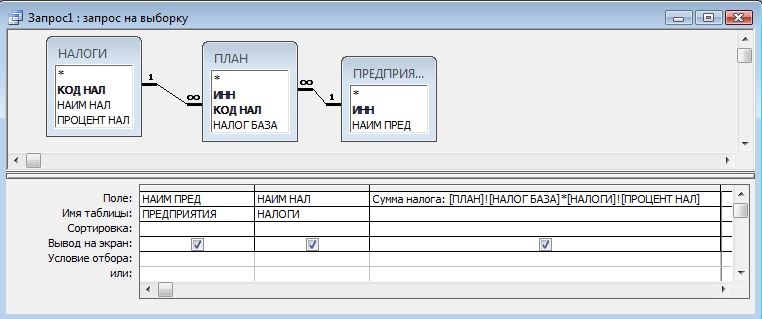 Запрос1 : запрос на выборку
НАЛОГИ
*
КОД НАЛ
НАИМ НАЛ
ПРОЦЕНТ НАЛ
1
∞
ПЛАН
*
ИНН
КОД НАЛ
НАЛОГ БАЗА
∞
1
ПРЕДПРИЯ...
*
ИНН
НАИМ ПРЕД
Поле: НАИМ ПРЕД НАИМ НАЛ Сумма налога: [ПЛАН]![НАЛОГ БАЗА]*[НАЛОГИ]![ПРОЦЕНТ НАЛ]
Имя таблицы: ПРЕДПРИЯТИЯ НАЛОГИ
Сортировка:
Вывод на экран:
Условие отбора:
или: